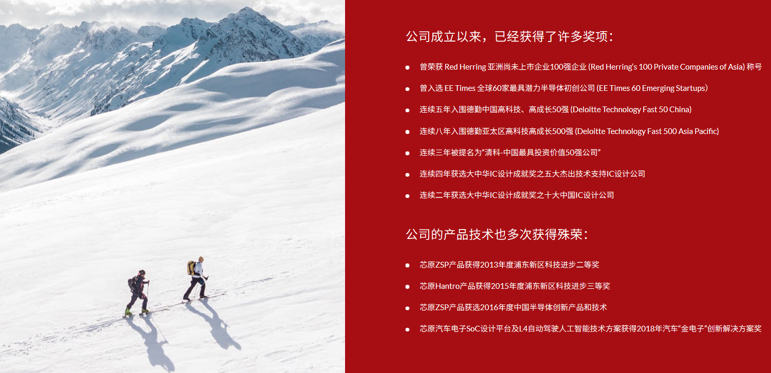 公司成立以来，已经获得了许多奖项：
曾荣获 Red Herring 亚洲尚未上市企业100强企业 (Red Herring's 100 Private Companies of Asia) 称号
曾入选 EE Times 全球60家最具潜力半导体初创公司 (EE Times 60 Emerging Startups)
连续五年入围德勤中国高科技、高成长50强 (Deloitte Technology Fast 50 China)
连续八年入围德勤亚太区高科技高成长500强 (Deloitte Technology Fast 500 Asia Pacific)
连续三年被提名为"清科-中国最具投资价值50强公司"
连续四年获选大中华IC设计成就奖之五大杰出技术支持IC设计公司
连续二年获选大中华IC设计成就奖之十大中国IC设计公司
公司的产品技术也多次获得殊荣：
芯原ZSP产品获得2013年度浦东新区科技进步二等奖
芯原Hantro产品获得2015年度浦东新区科技进步三等奖
芯原ZSP产品获选2016年度中国半导体创新产品和技术
芯原汽车电子SoC设计平台及L4自动驾驶人工智能技术方案获得2018年汽车"金电子"创新解决方案奖